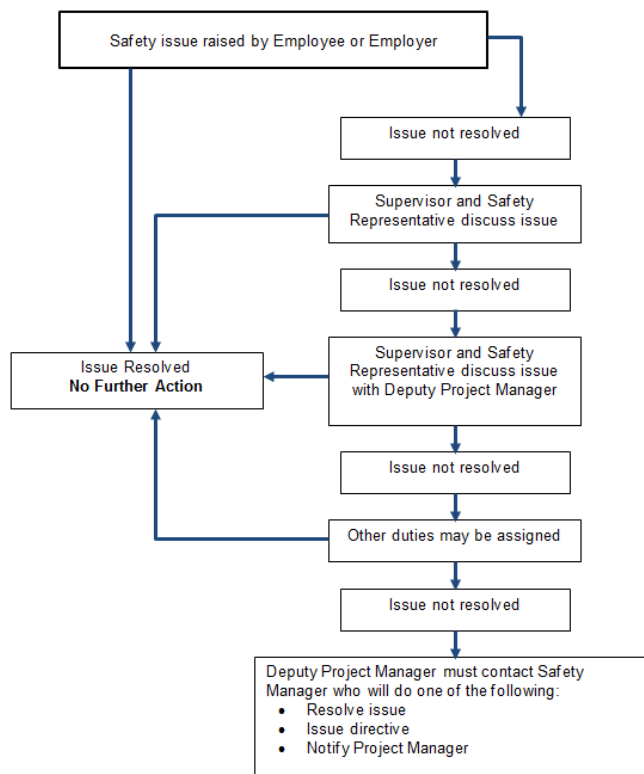 Safety issue raised by Employee or Employer
Issue not resolved
Supervisor and Safety
Representative discuss issue
Issue not resolved
Issue Resolved
No Further Action
Supervisor and Safety
Representative discuss issue
with Deputy Project Manager
Issue not resolved
Other duties may be assigned
Issue not resolved
Deputy Project Manager must contact Safety
Manager who will do one of the following:
• Resolve issue
• Issue directive
• Notify Project Manager